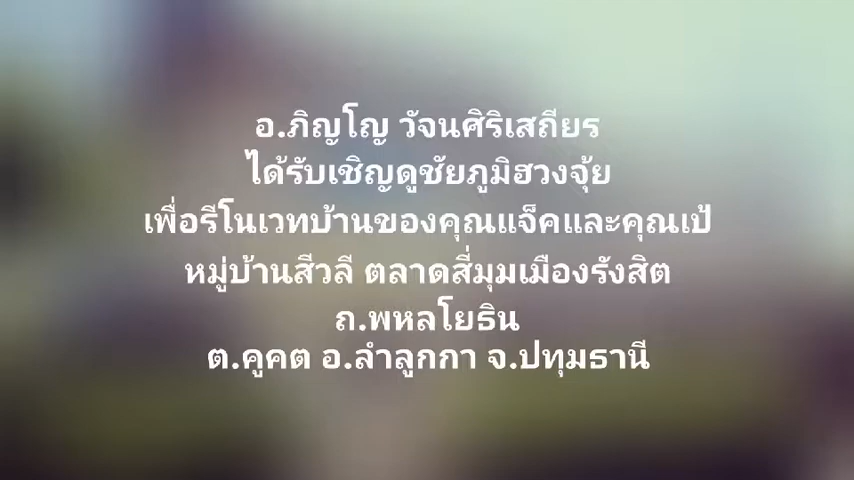 อ.ภิญโญ วัจนศิริเสถียร
ได้รับเชิญดูชัยภูมิฮวงจุ้ย
เพื่อรีโนเวทบ้านของคุณแจ็คและคุณเป้
หมู่บ้านสีวลี ตลาดสี่มุมเมืองรังสิต
ถ.พหลโยธิน
ต.คูคต อ.ลำลูกกา จ.ปทุมธานี